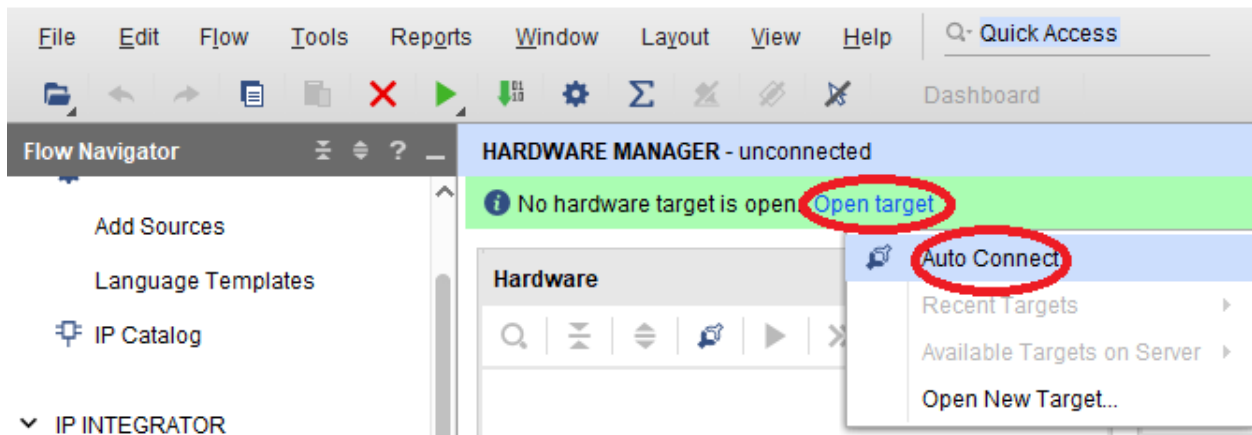 File Edit Flow Tools Reports Window Layout View Help Quick Access
Dashboard
Flow Navigator ? HARDWARE MANAGER - unconnected
No hardware target is open. Open target
Add Sources
Auto Connect
Language Templates
Hardware
Recent Targets
IP Catalog
Available Targets on Server
Open New Target...
IP INTEGRATOR